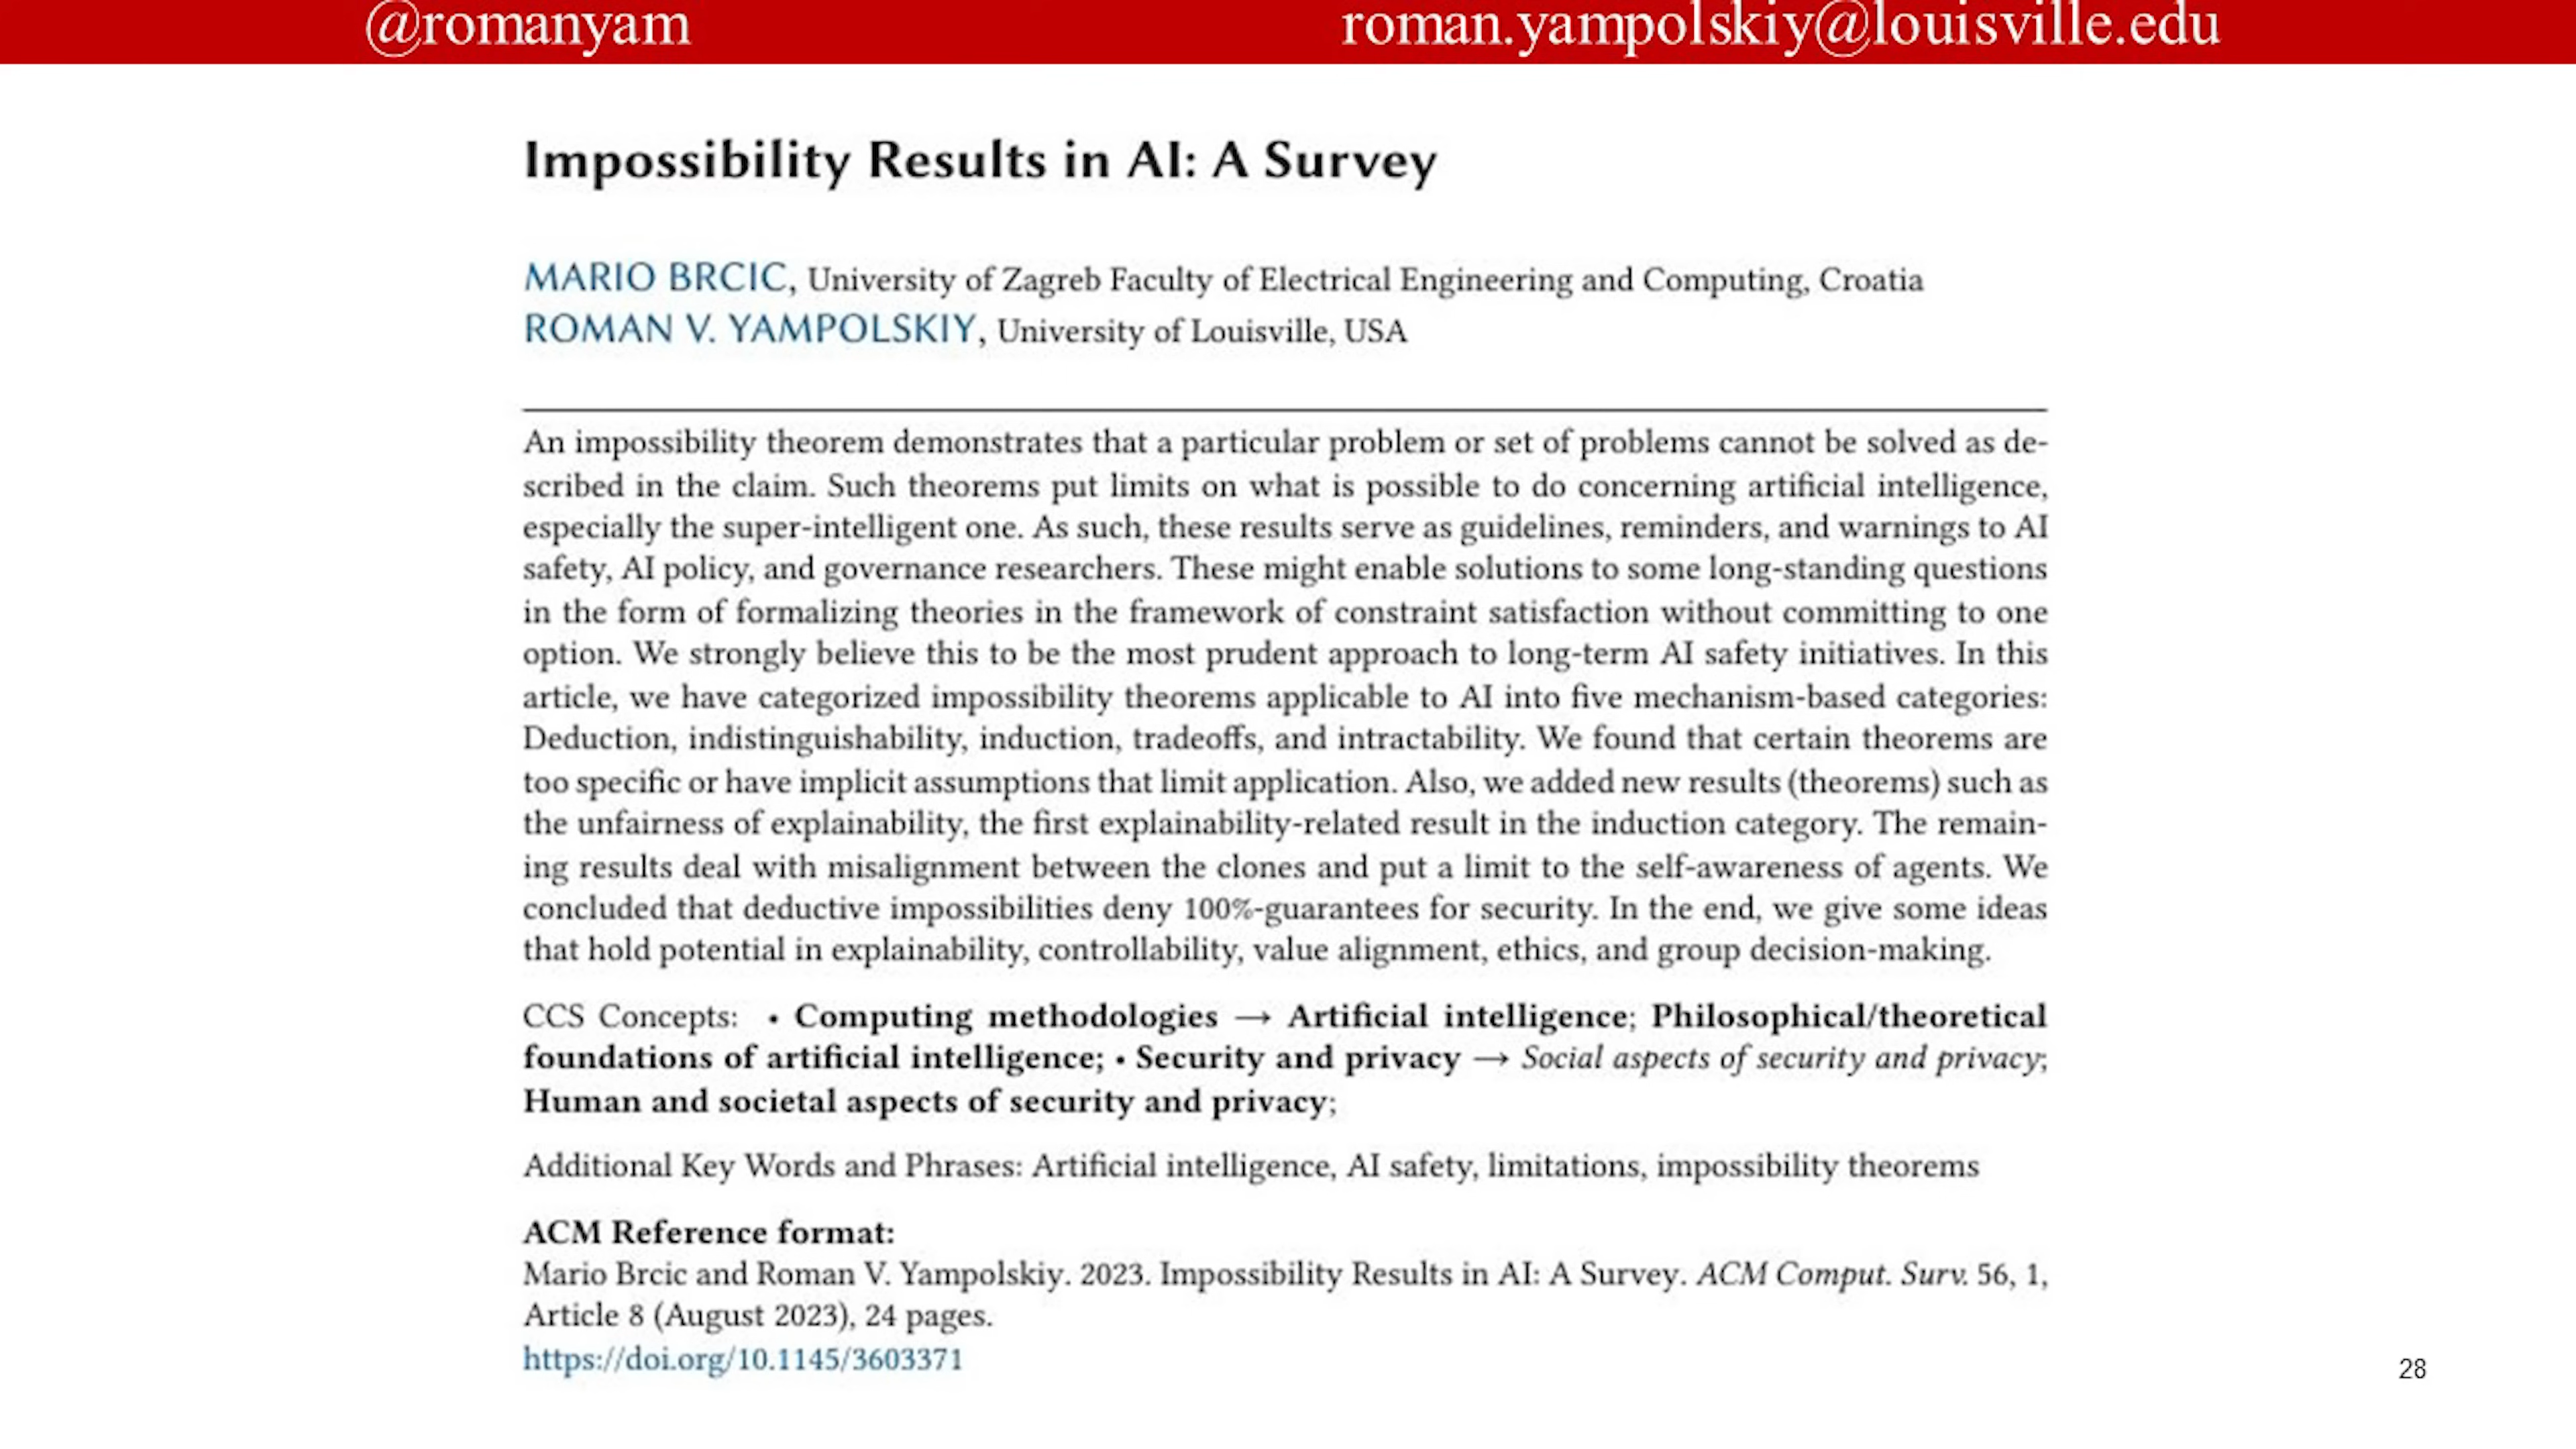 @romanyam
roman.yampolskiy@louisville.edu
Impossibility Results in AI: A Survey
MARIO BRCIC, University of Zagreb Faculty of Electrical Engineering and Computing, Croatia
ROMAN V. YAMPOLSKIY, University of Louisville, USA
An impossibility theorem demonstrates that a particular problem or set of problems cannot be solved as de-
scribed in the claim. Such theorems put limits on what is possible to do concerning artificial intelligence,
especially the super-intelligent one. As such, these results serve as guidelines, reminders, and warnings to AI
safety, AI policy, and governance researchers. These might enable solutions to some long-standing questions
in the form of formalizing theories in the framework of constraint satisfaction without committing to one
option. We strongly believe this to be the most prudent approach to long-term AI safety initiatives. In this
article, we have categorized impossibility theorems applicable to AI into five mechanism-based categories:
Deduction, indistinguishability, induction, tradeoffs, and intractability. We found that certain theorems are
too specific or have implicit assumptions that limit application. Also, we added new results (theorems) such as
the unfairness of explainability, the first explainability-related result in the induction category. The remain-
ing results deal with misalignment between the clones and put a limit to the self-awareness of agents. We
concluded that deductive impossibilities deny 100%-guarantees for security. In the end, we give some ideas
that hold potential in explainability, controllability, value alignment, ethics, and group decision-making.
CCS Concepts: • Computing methodologies → Artificial intelligence; Philosophical/theoretical
foundations of artificial intelligence; • Security and privacy → Social aspects of security and privacy;
Human and societal aspects of security and privacy;
Additional Key Words and Phrases: Artificial intelligence, AI safety, limitations, impossibility theorems
ACM Reference format:
Mario Brcic and Roman V. Yampolskiy. 2023. Impossibility Results in AI: A Survey. ACM Comput. Surv. 56, 1,
Article 8 (August 2023), 24 pages.
https://doi.org/10.1145/3603371
28